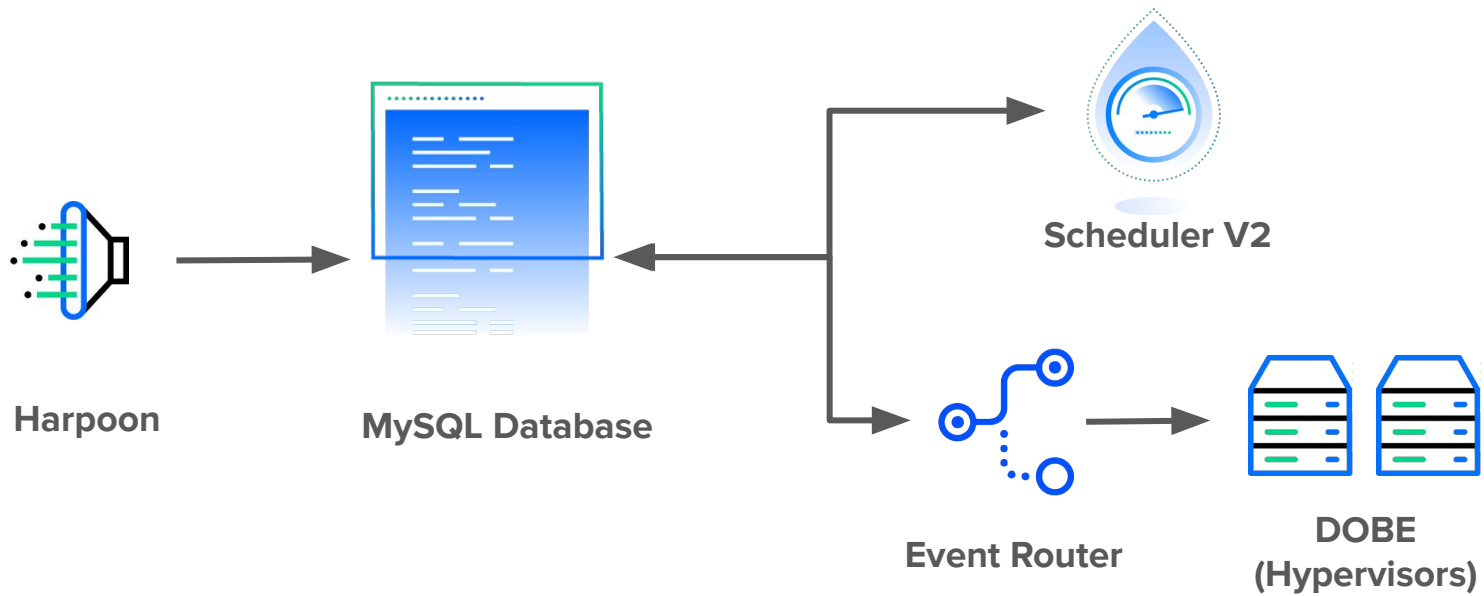 Scheduler V2
Harpoon
MySQL Database
Event Router
DOBE
(Hypervisors)